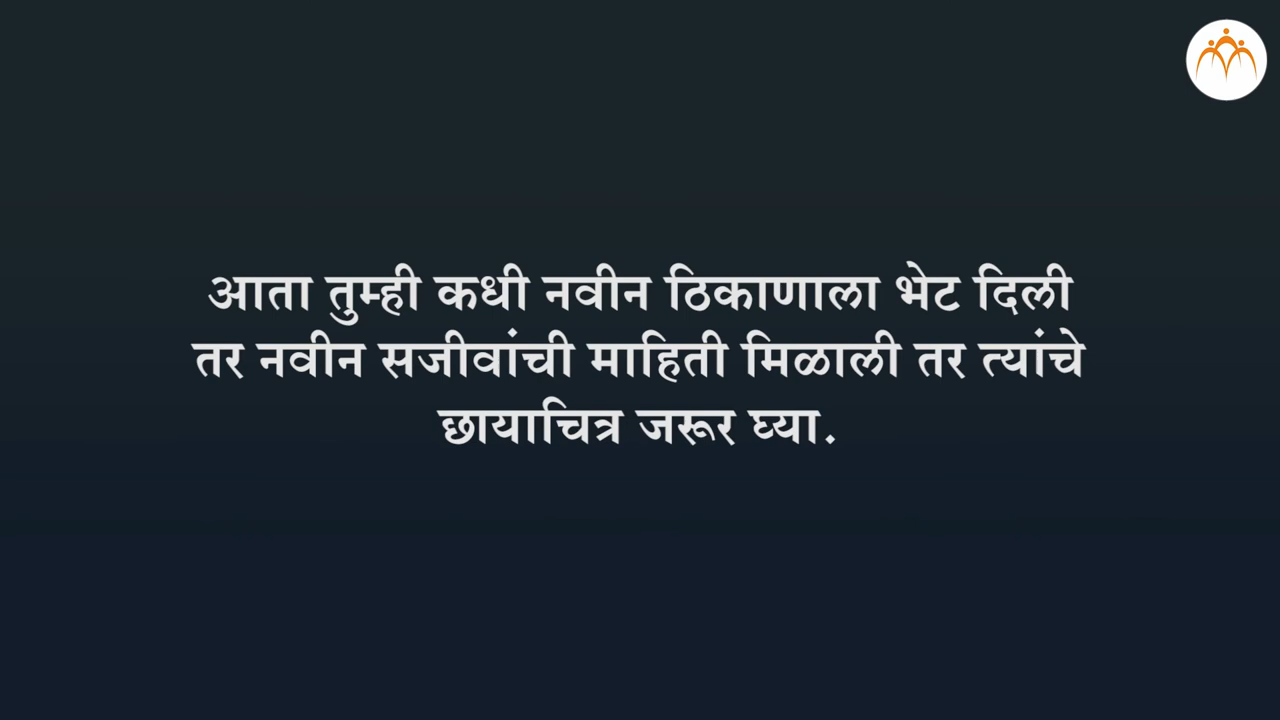 आता तुम्ही कधी नवीन ठिकाणाला भेट दिली
तर नवीन सजीवांची माहिती मिळाली तर त्यांचे
छायाचित्र जरूर घ्या.